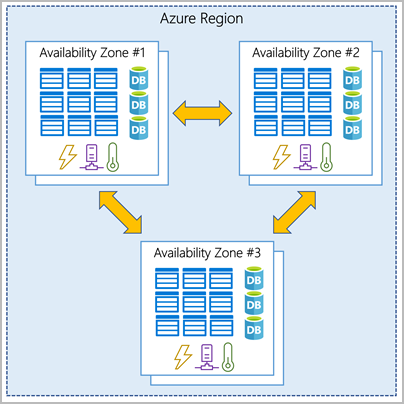 Azure Region
Availability Zone #1
DB
DB
DB
Availability Zone #2
DB
DB
DB
Availability Zone #3
DB
DB
DB